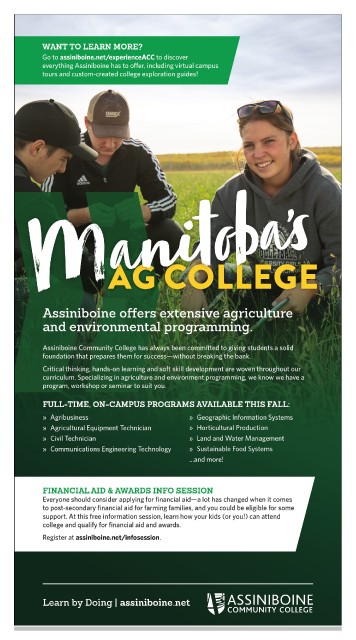 WANT TO LEARN MORE?
Go to assiniboine.net/experienceACC to discover
everything Assiniboine has to offer, including virtual campus
tours and custom-created college exploration guides!
Manitoba's
AG COLLEGE
Assiniboine offers extensive agriculture
and environmental programming.
Assiniboine Community College has always been committed to giving students a solid
foundation that prepares them for success—without breaking the bank.
Critical thinking, hands-on learning and soft skill development are woven throughout our
curriculum. Specializing in agriculture and environment programming, we know we have a
program, workshop or seminar to suit you.
FULL-TIME, ON-CAMPUS PROGRAMS AVAILABLE THIS FALL:
» Agribusiness
» Agricultural Equipment Technician
» Civil Technician
» Communications Engineering Technology
» Geographic Information Systems
» Horticultural Production
» Land and Water Management
» Sustainable Food Systems
...and more!
FINANCIAL AID & AWARDS INFO SESSION
Everyone should consider applying for financial aid—a lot has changed when it comes
to post-secondary financial aid for farming families, and you could be eligible for some
support. At this free information session, learn how your kids (or you!) can attend
college and qualify for financial aid and awards.
Register at assiniboine.net/infosession.
Learn by Doing | assiniboine.net
ASSINIBOINE
COMMUNITY COLLEGE